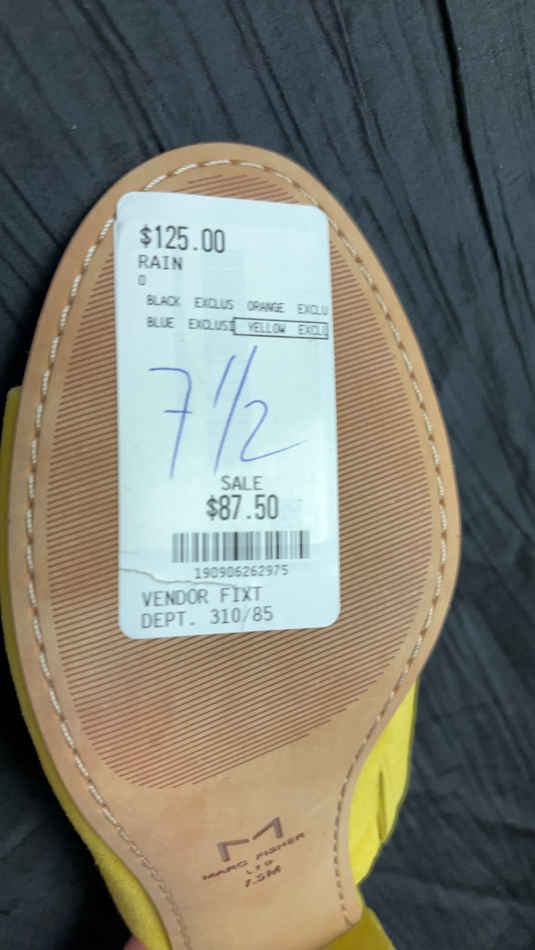 $125.00
RAIN
0
BLACK EXCLUS ORANGE EXCLU
BLUE EXCLUSI YELLOW EXCLU
7 1/2
SALE
$87.50
190906262975
VENDOR FIXT
DEPT. 310/85
MARC FISHER
LTD
7.5M